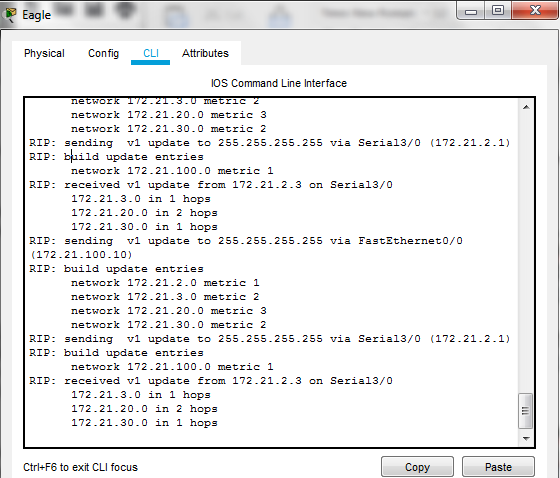 Eagle
Physical Config CLI Attributes
IOS Command Line Interface
network 172.21.3.0 metric 2
network 172.21.20.0 metric 3
network 172.21.30.0 metric 2
RIP: sending  v1 update to 255.255.255.255 via Serial3/0 (172.21.2.1)
RIP: build update entries
network 172.21.100.0 metric 1
RIP: received v1 update from 172.21.2.3 on Serial3/0
172.21.3.0 in 1 hops
172.21.20.0 in 2 hops
172.21.30.0 in 1 hops
RIP: sending  v1 update to 255.255.255.255 via FastEthernet0/0
(172.21.100.10)
RIP: build update entries
network 172.21.2.0 metric 1
network 172.21.3.0 metric 2
network 172.21.20.0 metric 3
network 172.21.30.0 metric 2
RIP: sending  v1 update to 255.255.255.255 via Serial3/0 (172.21.2.1)
RIP: build update entries
network 172.21.100.0 metric 1
RIP: received v1 update from 172.21.2.3 on Serial3/0
172.21.3.0 in 1 hops
172.21.20.0 in 2 hops
172.21.30.0 in 1 hops
Ctrl+F6 to exit CLI focus
Copy Paste